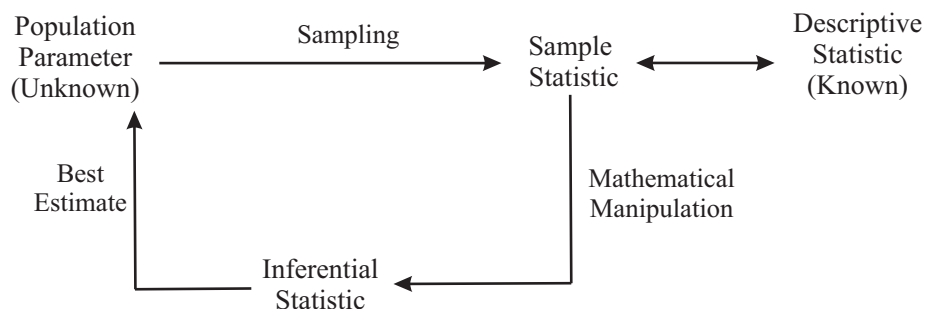 Population
Parameter
(Unknown)
Sampling
Sample
Statistic
Descriptive
Statistic
(Known)
Best
Estimate
Mathematical
Manipulation
Inferential
Statistic